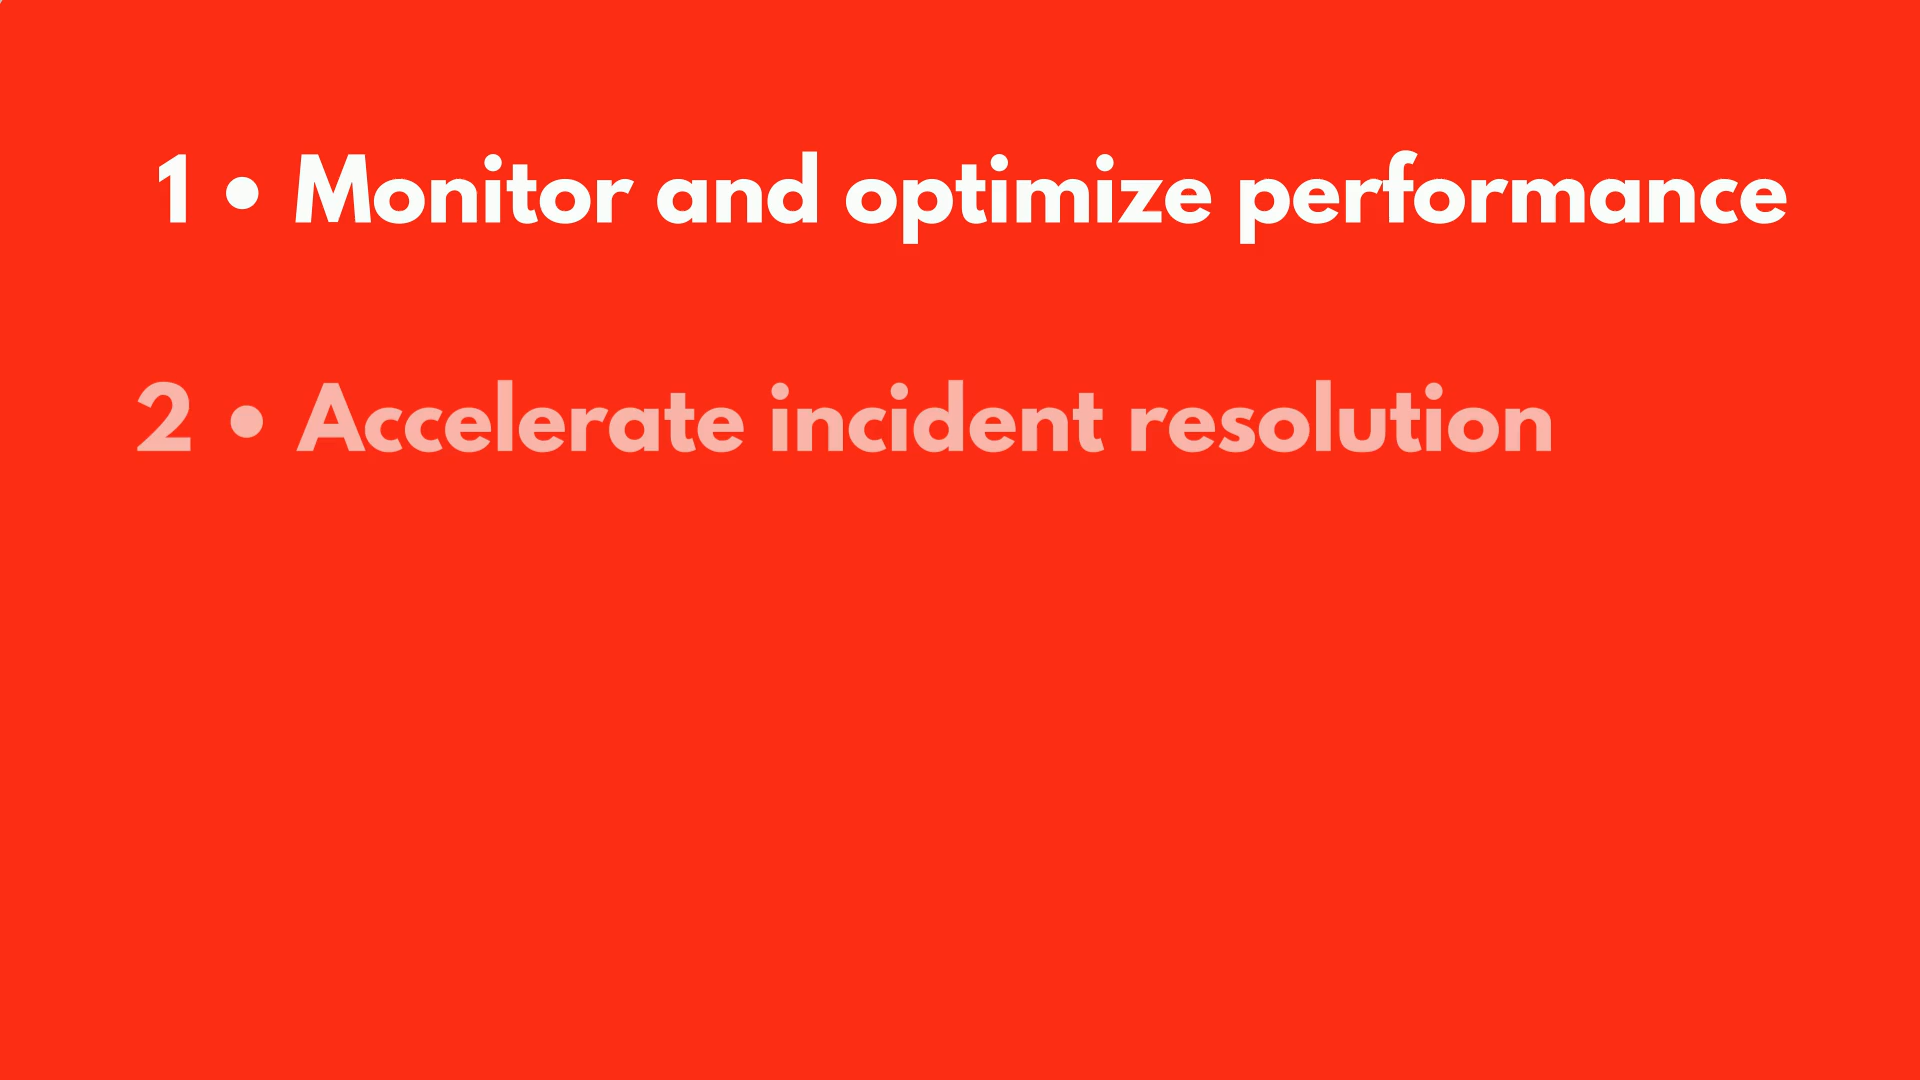 1 • Monitor and optimize performance
2 • Accelerate incident resolution